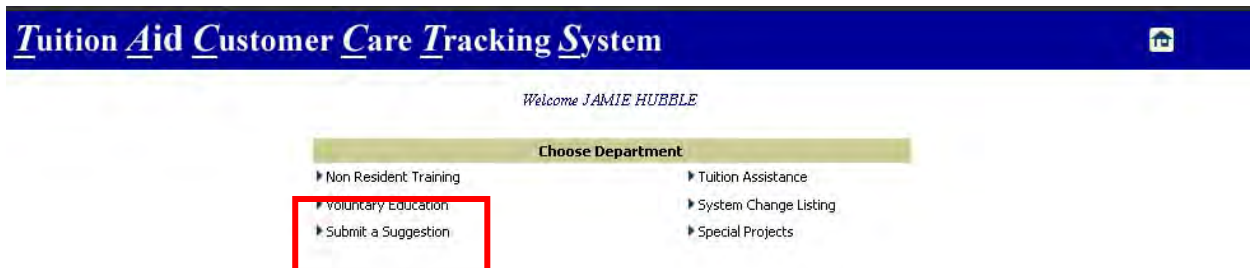 Tuition Aid Customer Care Tracking System
Welcome JAMIE HUBBLE
Choose Department
Non Resident Training
Tuition Assistance
Voluntary Education
System Change Listing
Submit a Suggestion
Special Projects